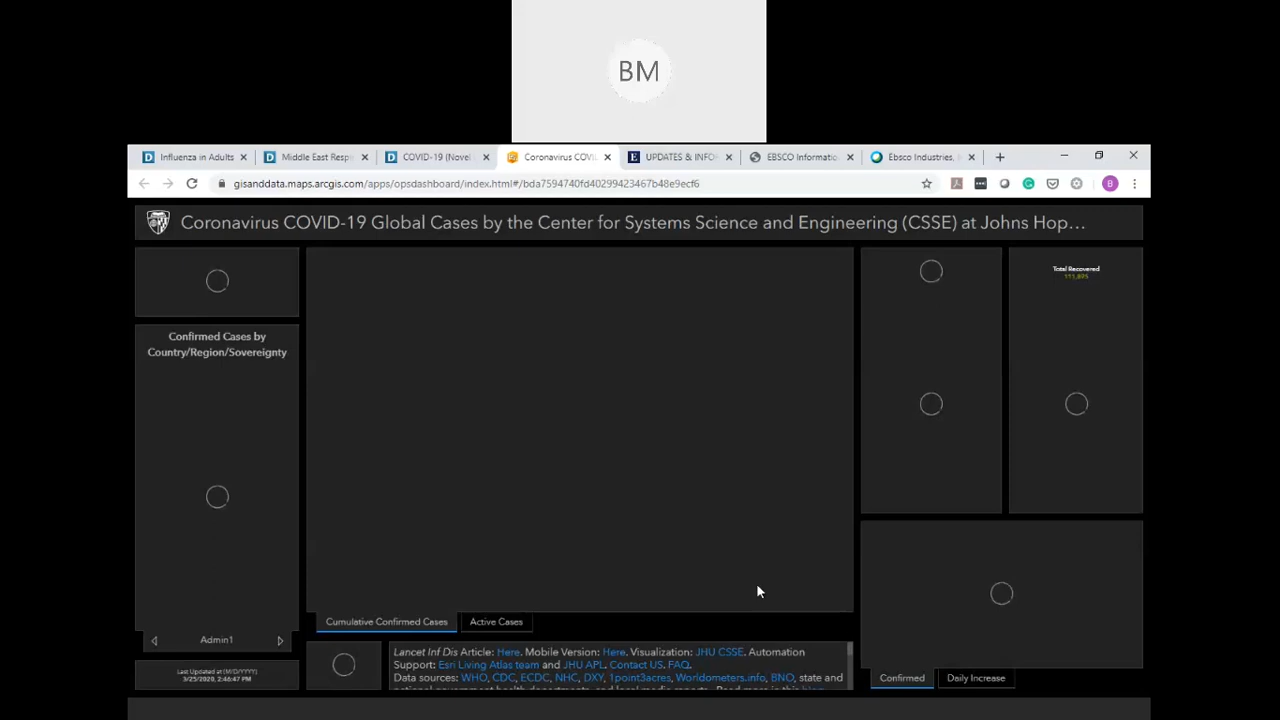 BM
Influenza in Adults
Middle East Resp
COVID-19 (Novel
Coronavirus COVI
UPDATES & INFO
EBSCO Informatio
Ebsco Industries, In
gisanddata.maps.arcgis.com/apps/opsdashboard/index.html#/bda7594740fd40299423467b48e9ecf6
B
Coronavirus COVID-19 Global Cases by the Center for Systems Science and Engineering (CSSE) at Johns Hop...
Total Recovered
Confirmed Cases by
Country/Region/Sovereignty
Admin1
Last Updated at (M/D/YYYY)
3/25/2020, 2:46:47 PM
Cumulative Confirmed Cases
Active Cases
Lancet Inf Dis Article: Here. Mobile Version: Here. Visualization: JHU CSSE. Automation
Support: Esri Living Atlas team and JHU APL. Contact US. FAQ.
Data sources: WHO, CDC, ECDC, NHC, DXY, 1point3acres, Worldometers.info, BNO, state and
Confirmed
Daily Increase